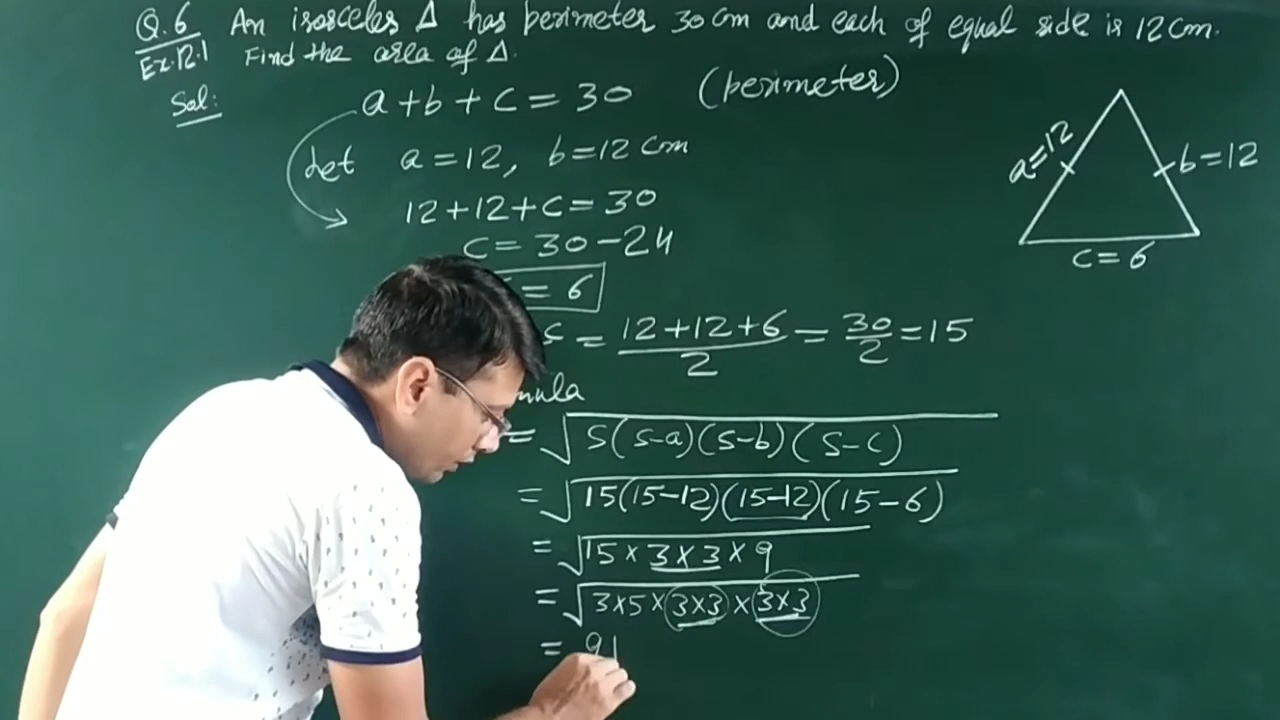 Q.6 An isosceles Δ has perimeter 30 cm and each of equal side is 12 cm.
Ex.12.1 Find the area of Δ.
Sol:
a + b + c = 30 (perimeter)
Let a = 12, b = 12 cm
12 + 12 + c = 30
c = 30 - 24
= 6
s = (12 + 12 + 6)/2 = 30/2 = 15
= √s(s-a)(s-b)(s-c)
= √15(15-12)(15-12)(15-6)
= √15 × 3 × 3 × 9
= √3×5×(3×3)×(3×3)
= 9
a=12
b=12
c=6